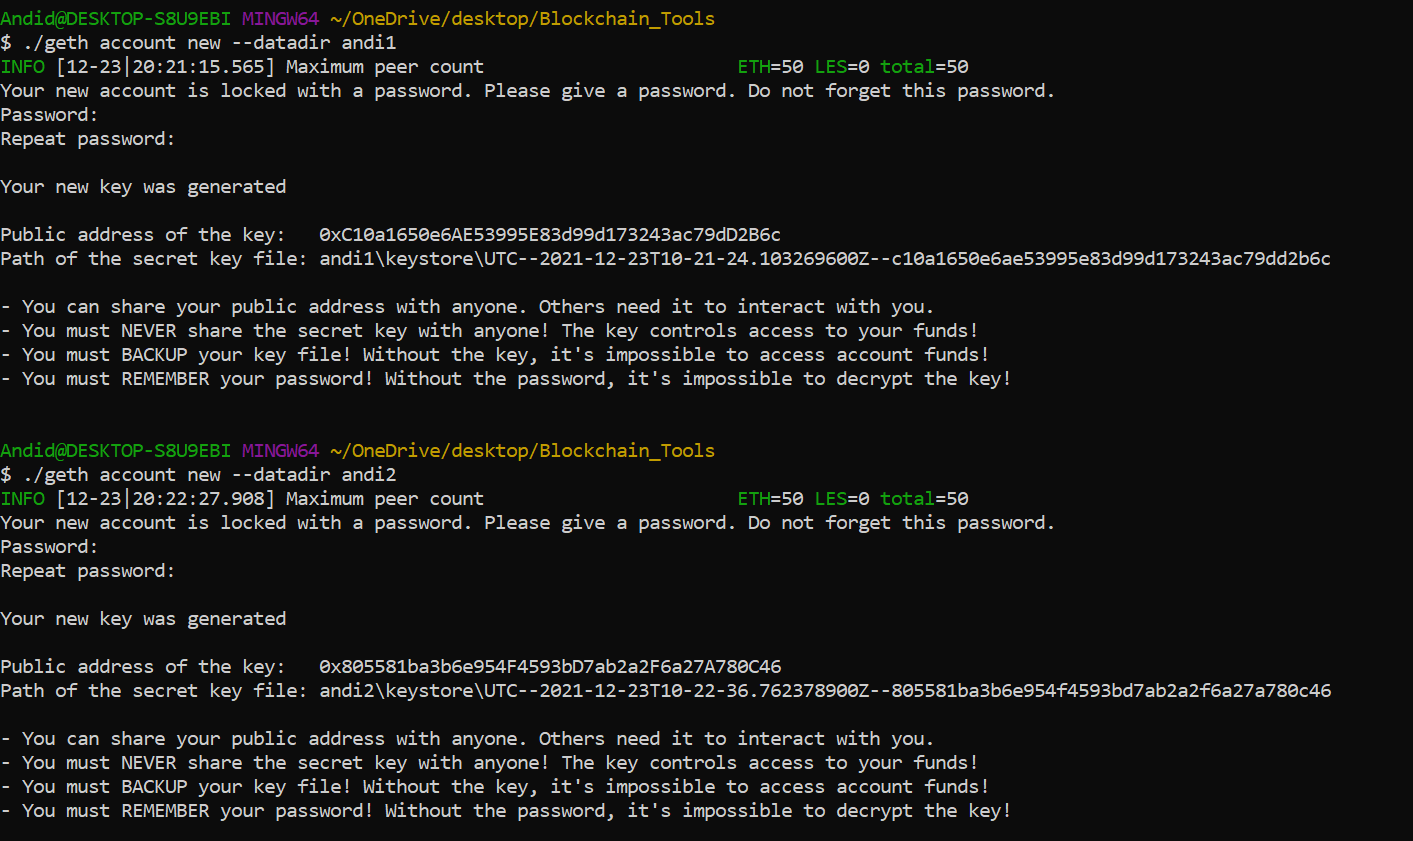 Andid@DESKTOP-S8U9EBI MINGW64 ~/OneDrive/desktop/Blockchain_Tools
$ ./geth account new --datadir andi1
INFO [12-23|20:21:15.565] Maximum peer count ETH=50 LES=0 total=50
Your new account is locked with a password. Please give a password. Do not forget this password.
Password:
Repeat password:
Your new key was generated
Public address of the key: 0xC10a1650e6AE53995E83d99d173243ac79dD2B6c
Path of the secret key file: andi1\keystore\UTC--2021-12-23T10-21-24.103269600Z--c10a1650e6ae53995e83d99d173243ac79dd2b6c
- You can share your public address with anyone. Others need it to interact with you.
- You must NEVER share the secret key with anyone! The key controls access to your funds!
- You must BACKUP your key file! Without the key, it's impossible to access account funds!
- You must REMEMBER your password! Without the password, it's impossible to decrypt the key!
Andid@DESKTOP-S8U9EBI MINGW64 ~/OneDrive/desktop/Blockchain_Tools
$ ./geth account new --datadir andi2
INFO [12-23|20:22:27.908] Maximum peer count ETH=50 LES=0 total=50
Your new account is locked with a password. Please give a password. Do not forget this password.
Password:
Repeat password:
Your new key was generated
Public address of the key: 0x805581ba3b6e954F4593bD7ab2a2F6a27A780C46
Path of the secret key file: andi2\keystore\UTC--2021-12-23T10-22-36.762378900Z--805581ba3b6e954f4593bd7ab2a2f6a27a780c46
- You can share your public address with anyone. Others need it to interact with you.
- You must NEVER share the secret key with anyone! The key controls access to your funds!
- You must BACKUP your key file! Without the key, it's impossible to access account funds!
- You must REMEMBER your password! Without the password, it's impossible to decrypt the key!